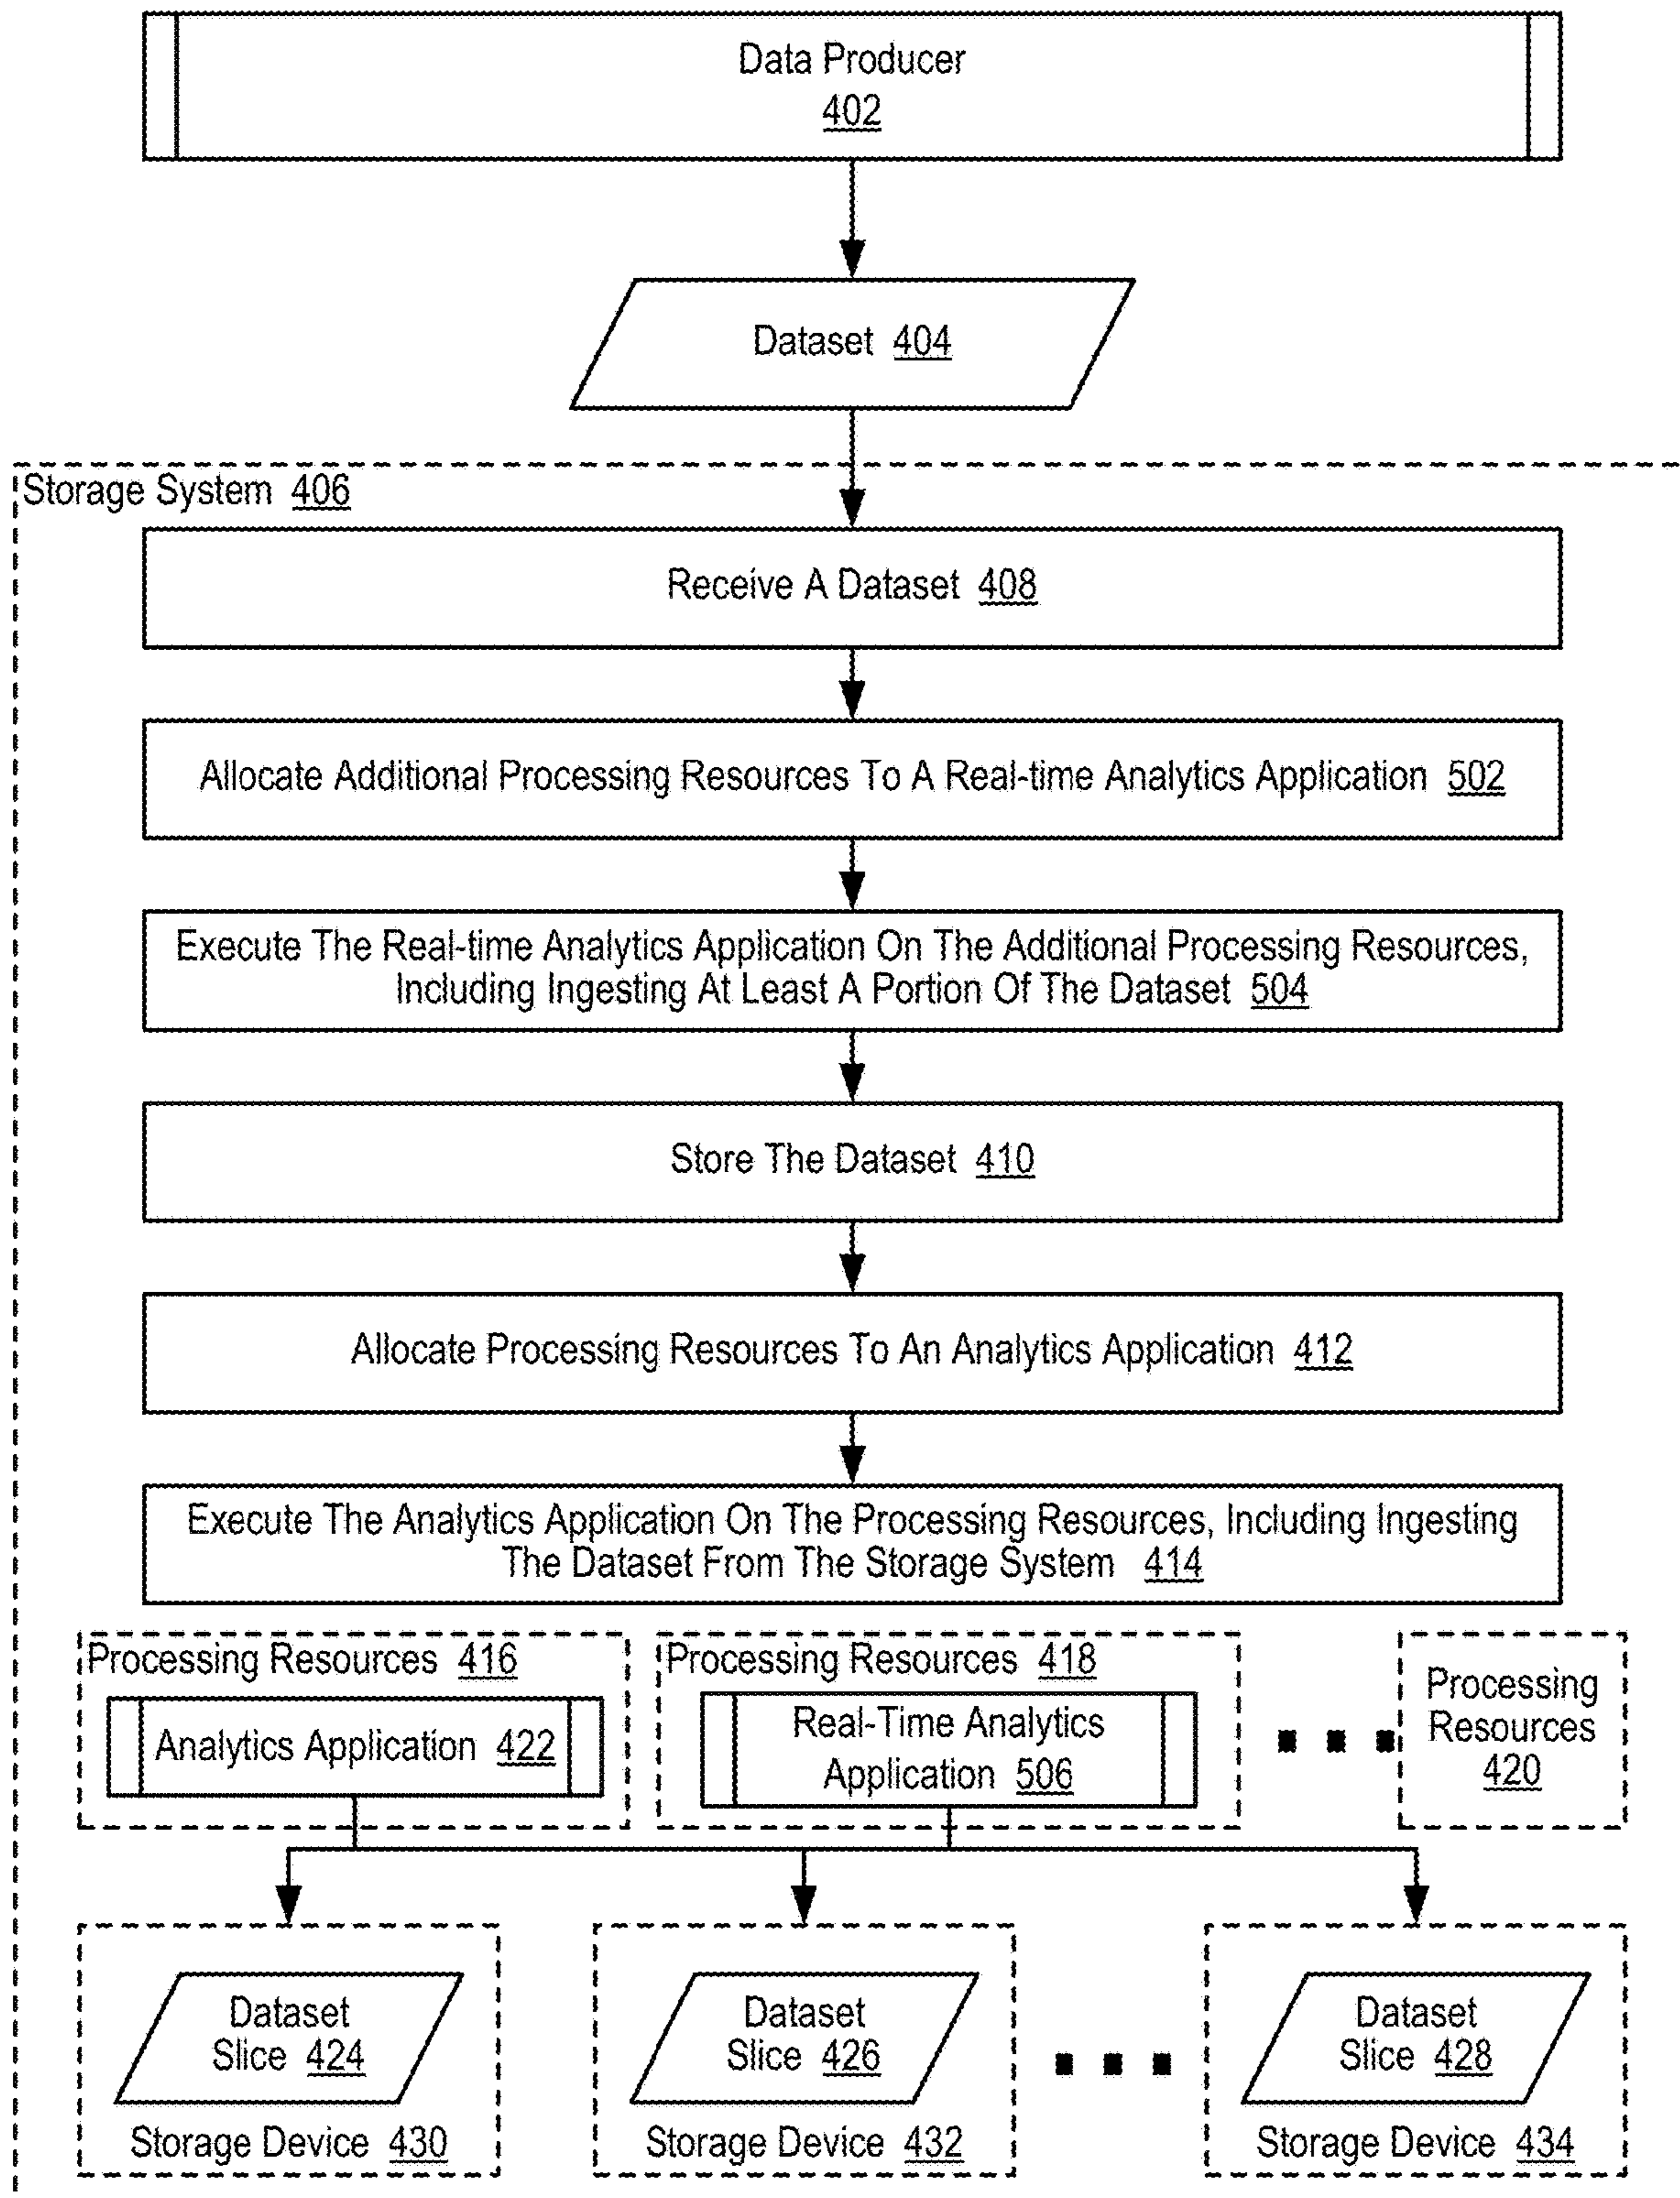 Data Producer
402
Dataset 404
Storage System 406
Receive A Dataset 408
Allocate Additional Processing Resources To A Real-time Analytics Application 502
Execute The Real-time Analytics Application On The Additional Processing Resources,
Including Ingesting At Least A Portion Of The Dataset 504
Store The Dataset 410
Allocate Processing Resources To An Analytics Application 412
Execute The Analytics Application On The Processing Resources, Including Ingesting
The Dataset From The Storage System 414
Processing Resources 416
Analytics Application 422
Processing Resources 418
Real-Time Analytics
Application 506
Processing
Resources
420
Dataset
Slice 424
Storage Device 430
Dataset
Slice 426
Storage Device 432
Dataset
Slice 428
Storage Device 434